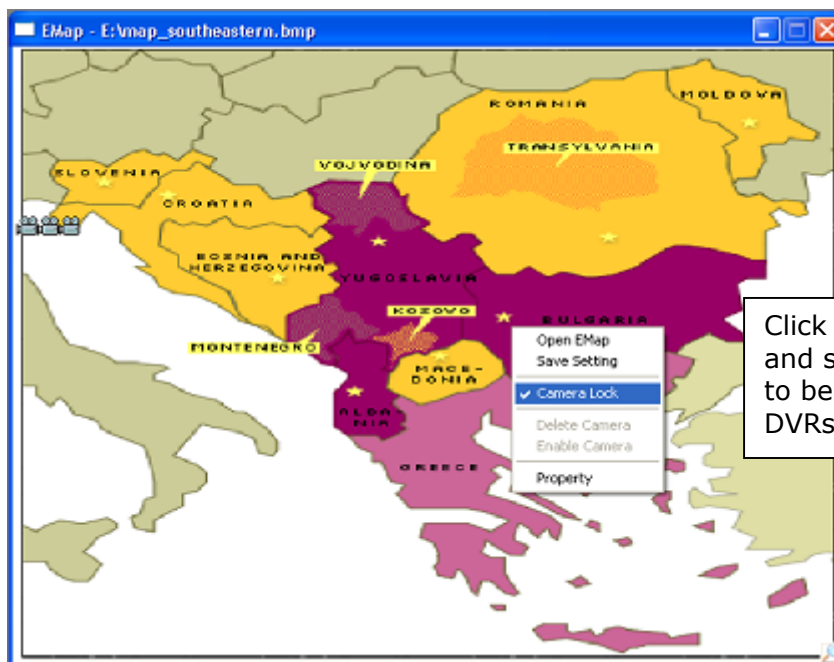 EMap - E:\map_southeastern.bmp
ROMANIA
MOLDOVA
TRANSYLVANIA
VOJVODINA
SLOVENIA
CROATIA
BOZNIA AND
HERZEGOVINA
YUGOSLAVIA
KOZOVO
BULGARIA
MONTENEGRO
MACE-
DONIA
ALBA-
NIA
GREECE
Open EMap
Save Setting
Camera Lock
Delete Camera
Enable Camera
Property
Click
and s
to be
DVRs